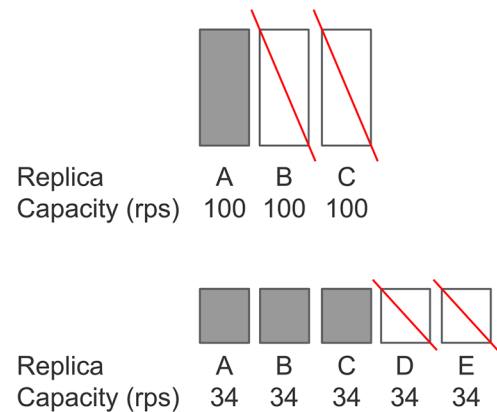 Replica A B C
Capacity (rps) 100 100 100
Replica A B C D E
Capacity (rps) 34 34 34 34 34